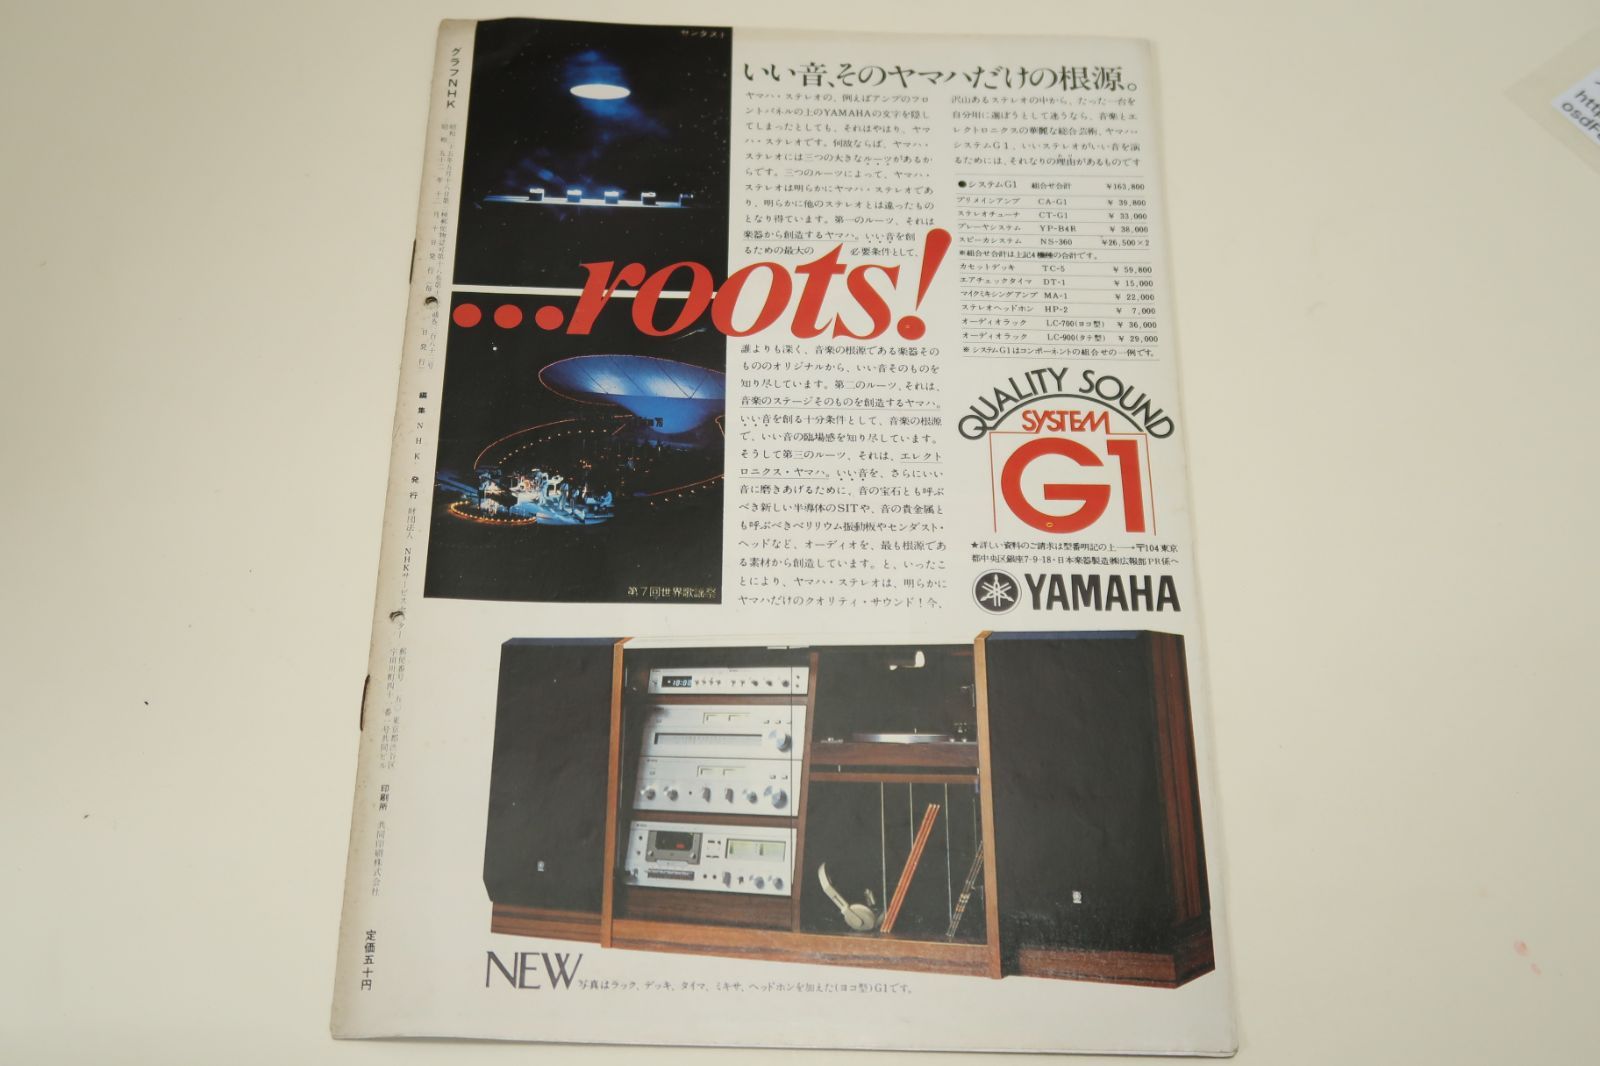 センダスト
いい音、そのヤマハだけの根源。
ヤマハ・ステレオの、例えばアンプのフロ
ントパネルの上のYAMAHAの文字を隠し
てしまったとしても、それはやはり、ヤマ
ハ・ステレオです。何故ならば、ヤマハ・
ステレオには三つの大きなルーツがあるか
らです。三つのルーツによって、ヤマハ・
ステレオは明らかにヤマハ・ステレオであ
り、明らかに他のステレオとは違ったもの
となり得ています。第一のルーツ、それは
楽器から創造するヤマハ。いい音を創
るための最大の 必要条件として、
...roots!
誰よりも深く、音楽の根源である楽器その
もののオリジナルから、いい音そのものを
知り尽しています。第二のルーツ、それは、
音楽のステージそのものを創造するヤマハ。
いい音を創る十分条件として、音楽の根源
で、いい音の臨場感を知り尽しています。
そうして第三のルーツ、それは、エレクト
ロニクス・ヤマハ。いい音を、さらにいい
音に磨きあげるために、音の宝石とも呼ぶ
べき新しい半導体のSITや、音の貴金属と
も呼ぶべきベリリウム振動板やセンダスト・
ヘッドなど、オーディオを、最も根源であ
る素材から創造しています。と、いったこ
とにより、ヤマハ・ステレオは、明らかに
ヤマハだけのクオリティ・サウンド！今、
沢山あるステレオの中から、たった一台を
自分用に選ぼうとして迷うなら、音楽とエ
レクトロニクスの華麗な総合芸術、ヤマハ・
システムG1、いいステレオがいい音を演
るためには、それなりの理由があるものです
●システムG1 組合せ合計 ¥163,800
プリメインアンプ CA-G1 ¥ 39,800
ステレオチューナ CT-G1 ¥ 33,000
プレーヤシステム YP-B4R ¥ 38,000
スピーカシステム NS-360 ¥26,500×2
※組合せ合計は上記4機種の合計です。
カセットデッキ TC-5 ¥ 59,800
エアチェックタイマ DT-1 ¥ 15,000
マイクミキシングアンプ MA-1 ¥ 22,000
ステレオヘッドホン HP-2 ¥ 7,000
オーディオラック LC-700(ヨコ型) ¥ 36,000
オーディオラック LC-900(タテ型) ¥ 29,000
※システムG1はコンポーネントの組合せの一例です。
QUALITY SOUND
SYSTEM
G1
★詳しい資料のご請求は型番明記の上→〒104東京
都中央区銀座7-9-18・日本楽器製造㈱広報部PR係へ
YAMAHA
第7回世界歌謡祭
NEW
写真はラック、デッキ、タイマ、ミキサ、ヘッドホンを加えた(ヨコ型)G1です。
グラフNHK
編集NHK 発行 財団法人 NHKサービスセンター
印刷所 共同印刷株式会社
定価五十円